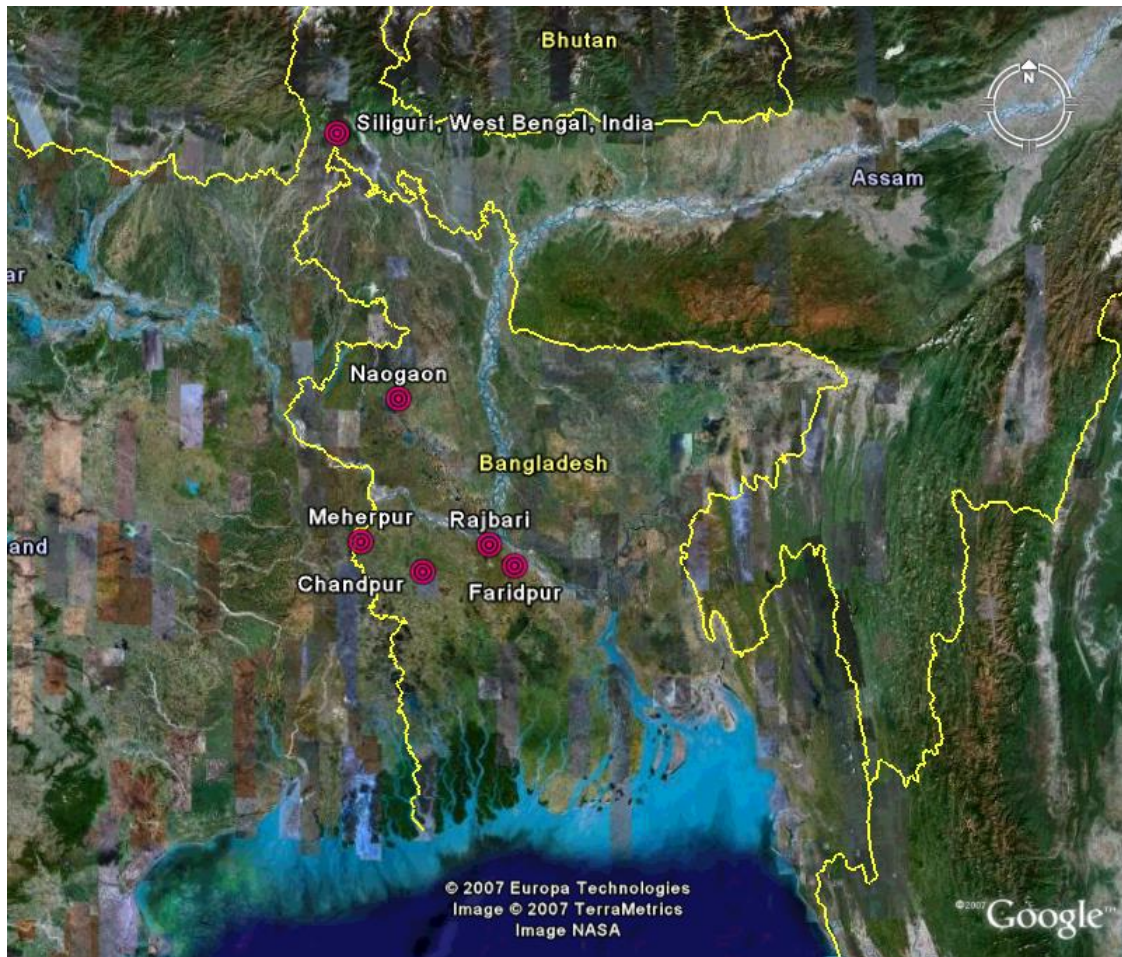 Bhutan
N
Siliguri, West Bengal, India
Assam
ar
Naogaon
Bangladesh
Meherpur
Rajbari
and
Chandpur
Faridpur
© 2007 Europa Technologies
Image © 2007 TerraMetrics
Image NASA
©2007 Google™